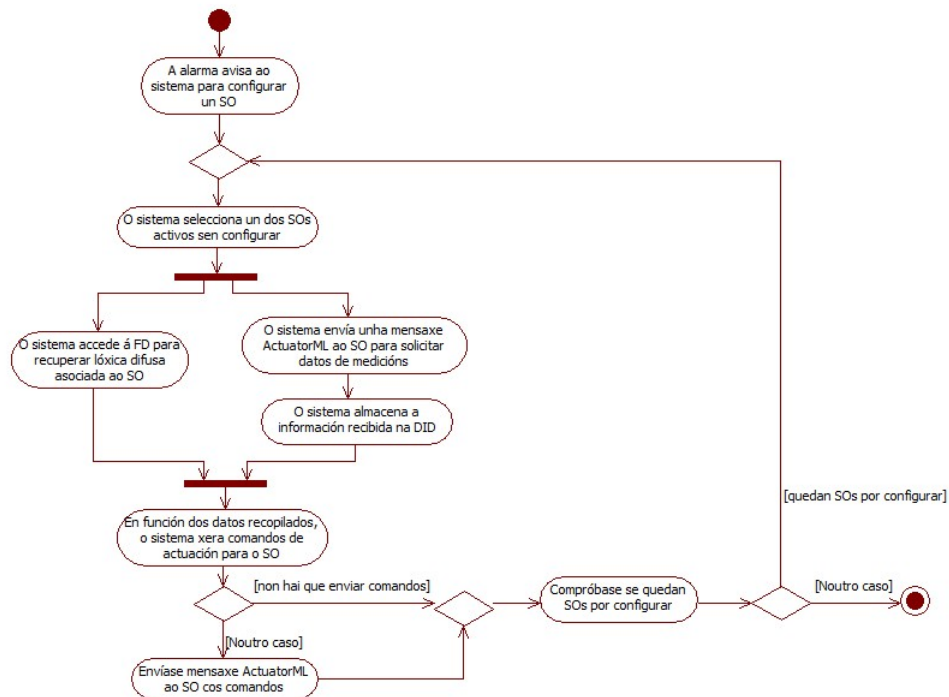 A alarma avisa ao
sistema para configurar
un SO
O sistema selecciona un dos SOs
activos sen configurar
O sistema accede á FD para
recuperar lóxica difusa
asociada ao SO
O sistema envía unha mensaxe
ActuatorML ao SO para solicitar
datos de medicións
O sistema almacena a
información recibida na DID
En función dos datos recopilados,
o sistema xera comandos de
actuación para o SO
[non hai que enviar comandos]
[Noutro caso]
Envíase mensaxe ActuatorML
ao SO cos comandos
Compróbase se quedan
SOs por configurar
[quedan SOs por configurar]
[Noutro caso]